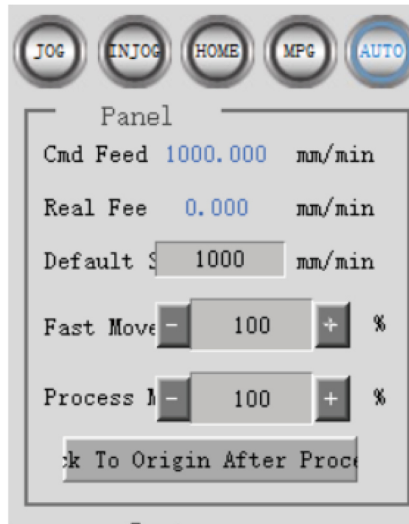 JOG INJOG HOME MPG AUTO
Panel
Cmd Feed 1000.000 mm/min
Real Fee 0.000 mm/min
Default 1000 mm/min
Fast Move - 100 + %
Process - 100 + %
To Origin After Proce